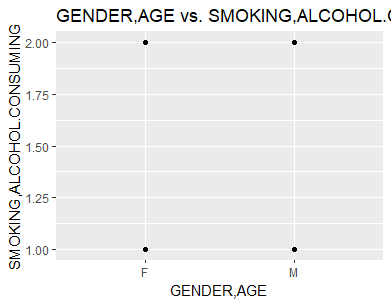 GENDER,AGE vs. SMOKING,ALCOHOL.C
SMOKING,ALCOHOL.CONSUMING
2.00
1.75
1.50
1.25
1.00
F M
GENDER,AGE